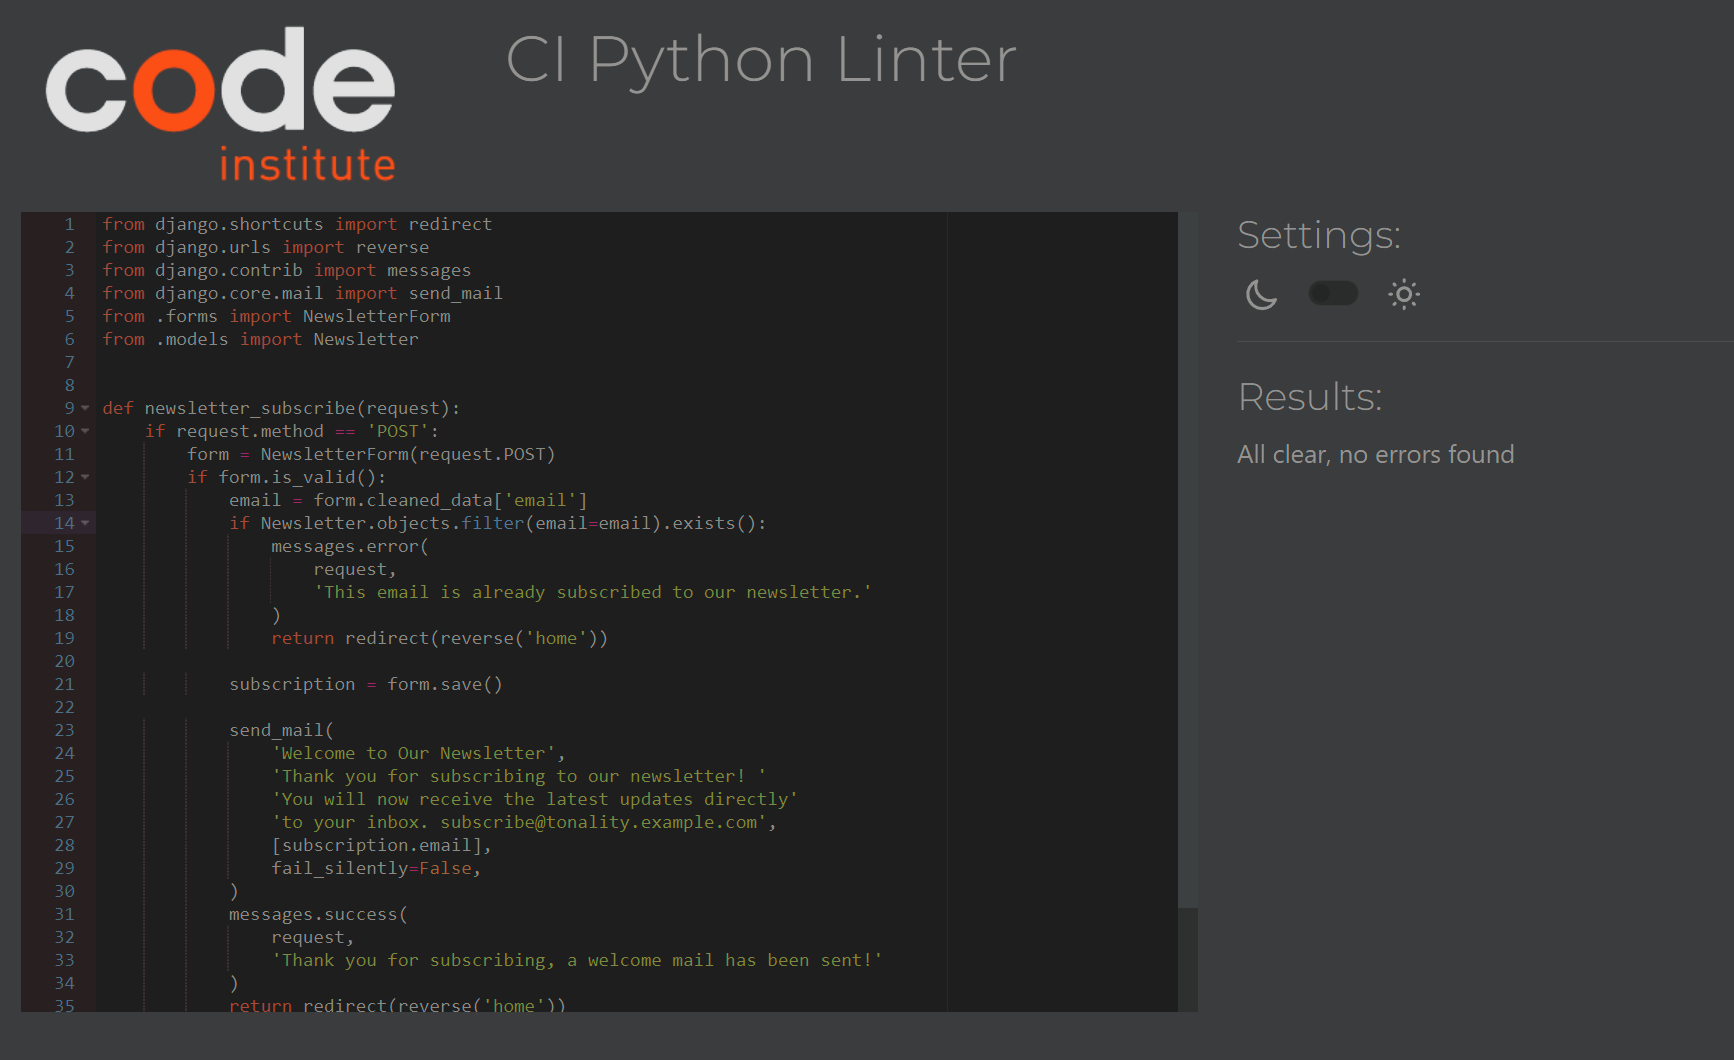 code
institute
CI Python Linter
1 from django.shortcuts import redirect
2 from django.urls import reverse
3 from django.contrib import messages
4 from django.core.mail import send_mail
5 from .forms import NewsletterForm
6 from .models import Newsletter
7
8
9 def newsletter_subscribe(request):
10     if request.method == 'POST':
11         form = NewsletterForm(request.POST)
12         if form.is_valid():
13             email = form.cleaned_data['email']
14             if Newsletter.objects.filter(email=email).exists():
15                 messages.error(
16                     request,
17                     'This email is already subscribed to our newsletter.'
18                 )
19                 return redirect(reverse('home'))
20
21             subscription = form.save()
22
23             send_mail(
24                 'Welcome to Our Newsletter',
25                 'Thank you for subscribing to our newsletter! '
26                 'You will now receive the latest updates directly'
27                 'to your inbox. subscribe@tonality.example.com',
28                 [subscription.email],
29                 fail_silently=False,
30             )
31             messages.success(
32                 request,
33                 'Thank you for subscribing, a welcome mail has been sent!'
34             )
35             return redirect(reverse('home'))
Settings:
Results:
All clear, no errors found